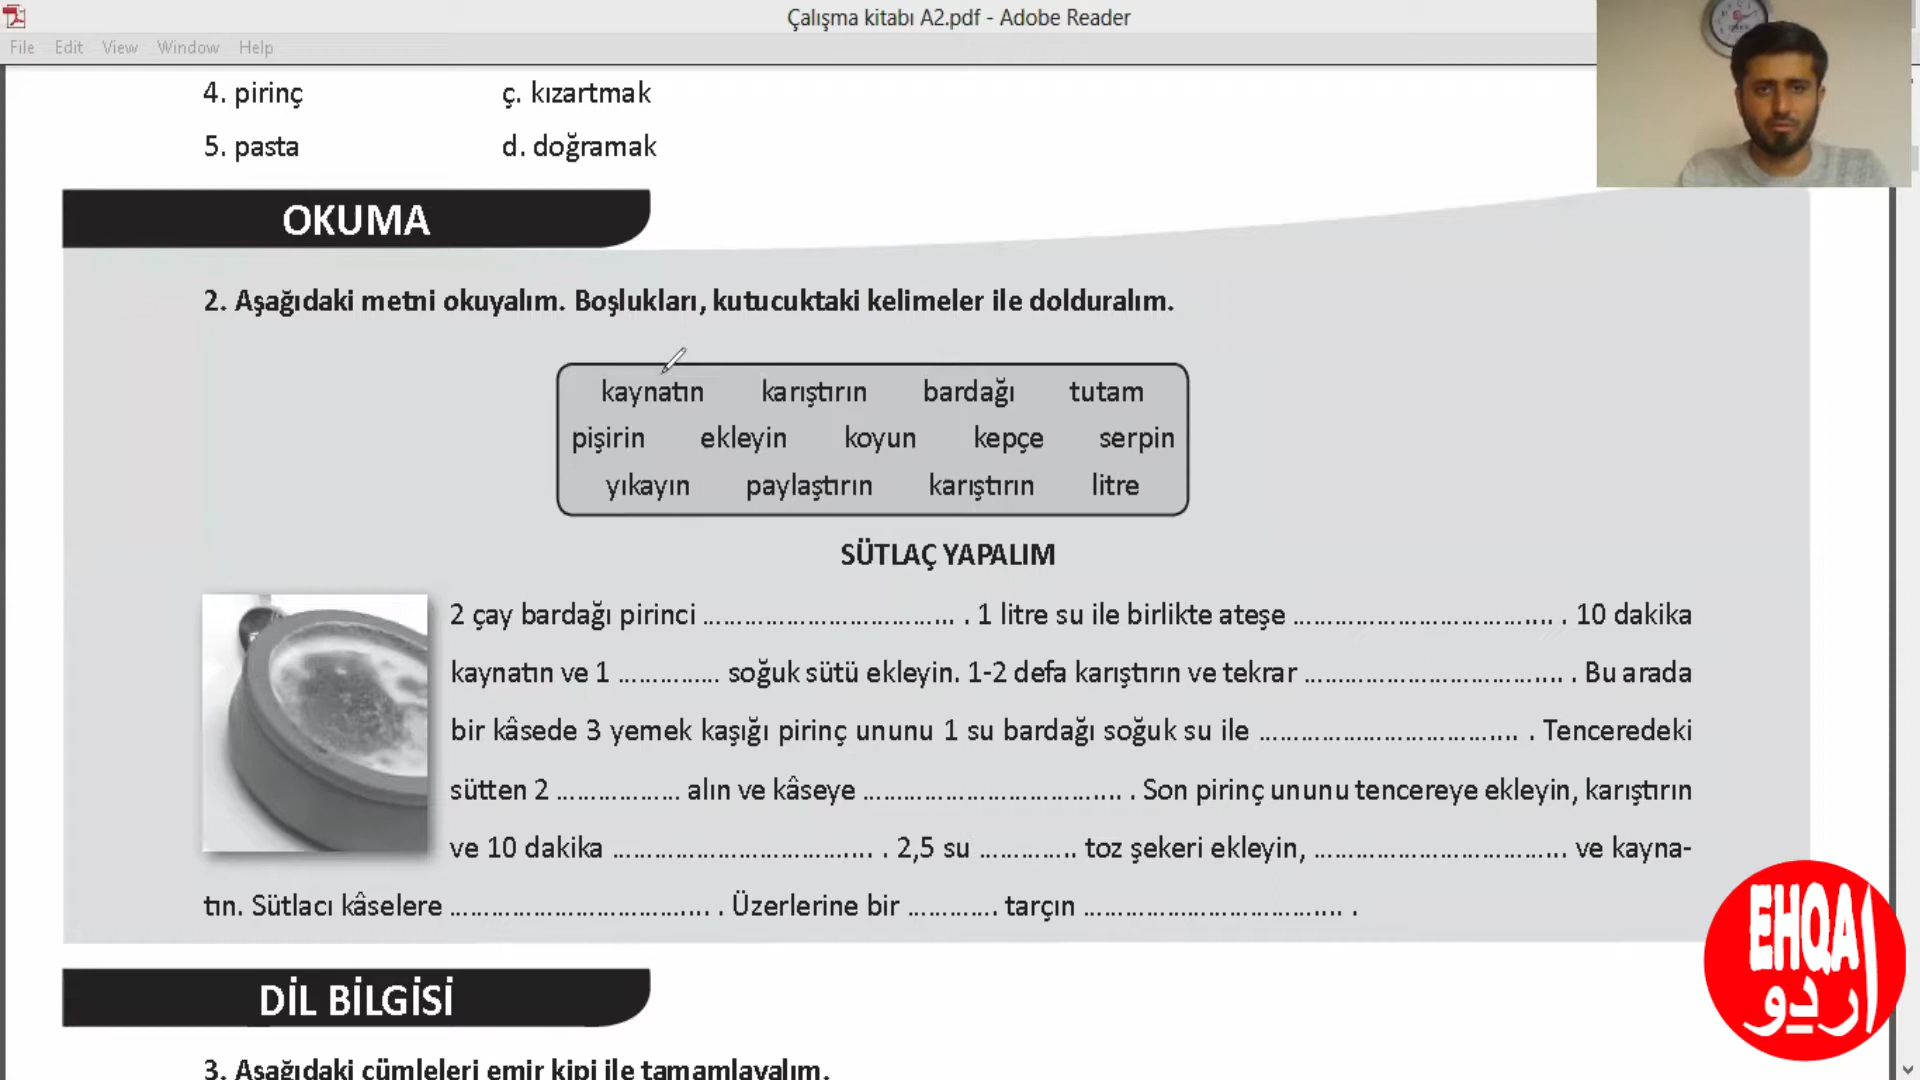 Çalışma kitabı A2.pdf - Adobe Reader
File Edit View Window Help
4. pirinç ç. kızartmak
5. pasta d. doğramak
OKUMA
2. Aşağıdaki metni okuyalım. Boşlukları, kutucuktaki kelimeler ile dolduralım.
kaynatın karıştırın bardağı tutam
pişirin ekleyin koyun kepçe serpin
yıkayın paylaştırın karıştırın litre
SÜTLAÇ YAPALIM
2 çay bardağı pirinci .................................... . 1 litre su ile birlikte ateşe ..................................... . 10 dakika
kaynatın ve 1 ............... soğuk sütü ekleyin. 1-2 defa karıştırın ve tekrar ..................................... . Bu arada
bir kâsede 3 yemek kaşığı pirinç ununu 1 su bardağı soğuk su ile ..................................... . Tenceredeki
sütten 2 .................. alın ve kâseye ..................................... . Son pirinç ununu tencereye ekleyin, karıştırın
ve 10 dakika ..................................... . 2,5 su .............. toz şekeri ekleyin, ..................................... ve kayna-
tın. Sütlacı kâselere ..................................... . Üzerlerine bir ............. tarçın ..................................... .
DİL BİLGİSİ
3. Aşağıdaki cümleleri emir kipi ile tamamlayalım.
EHQA
اردو